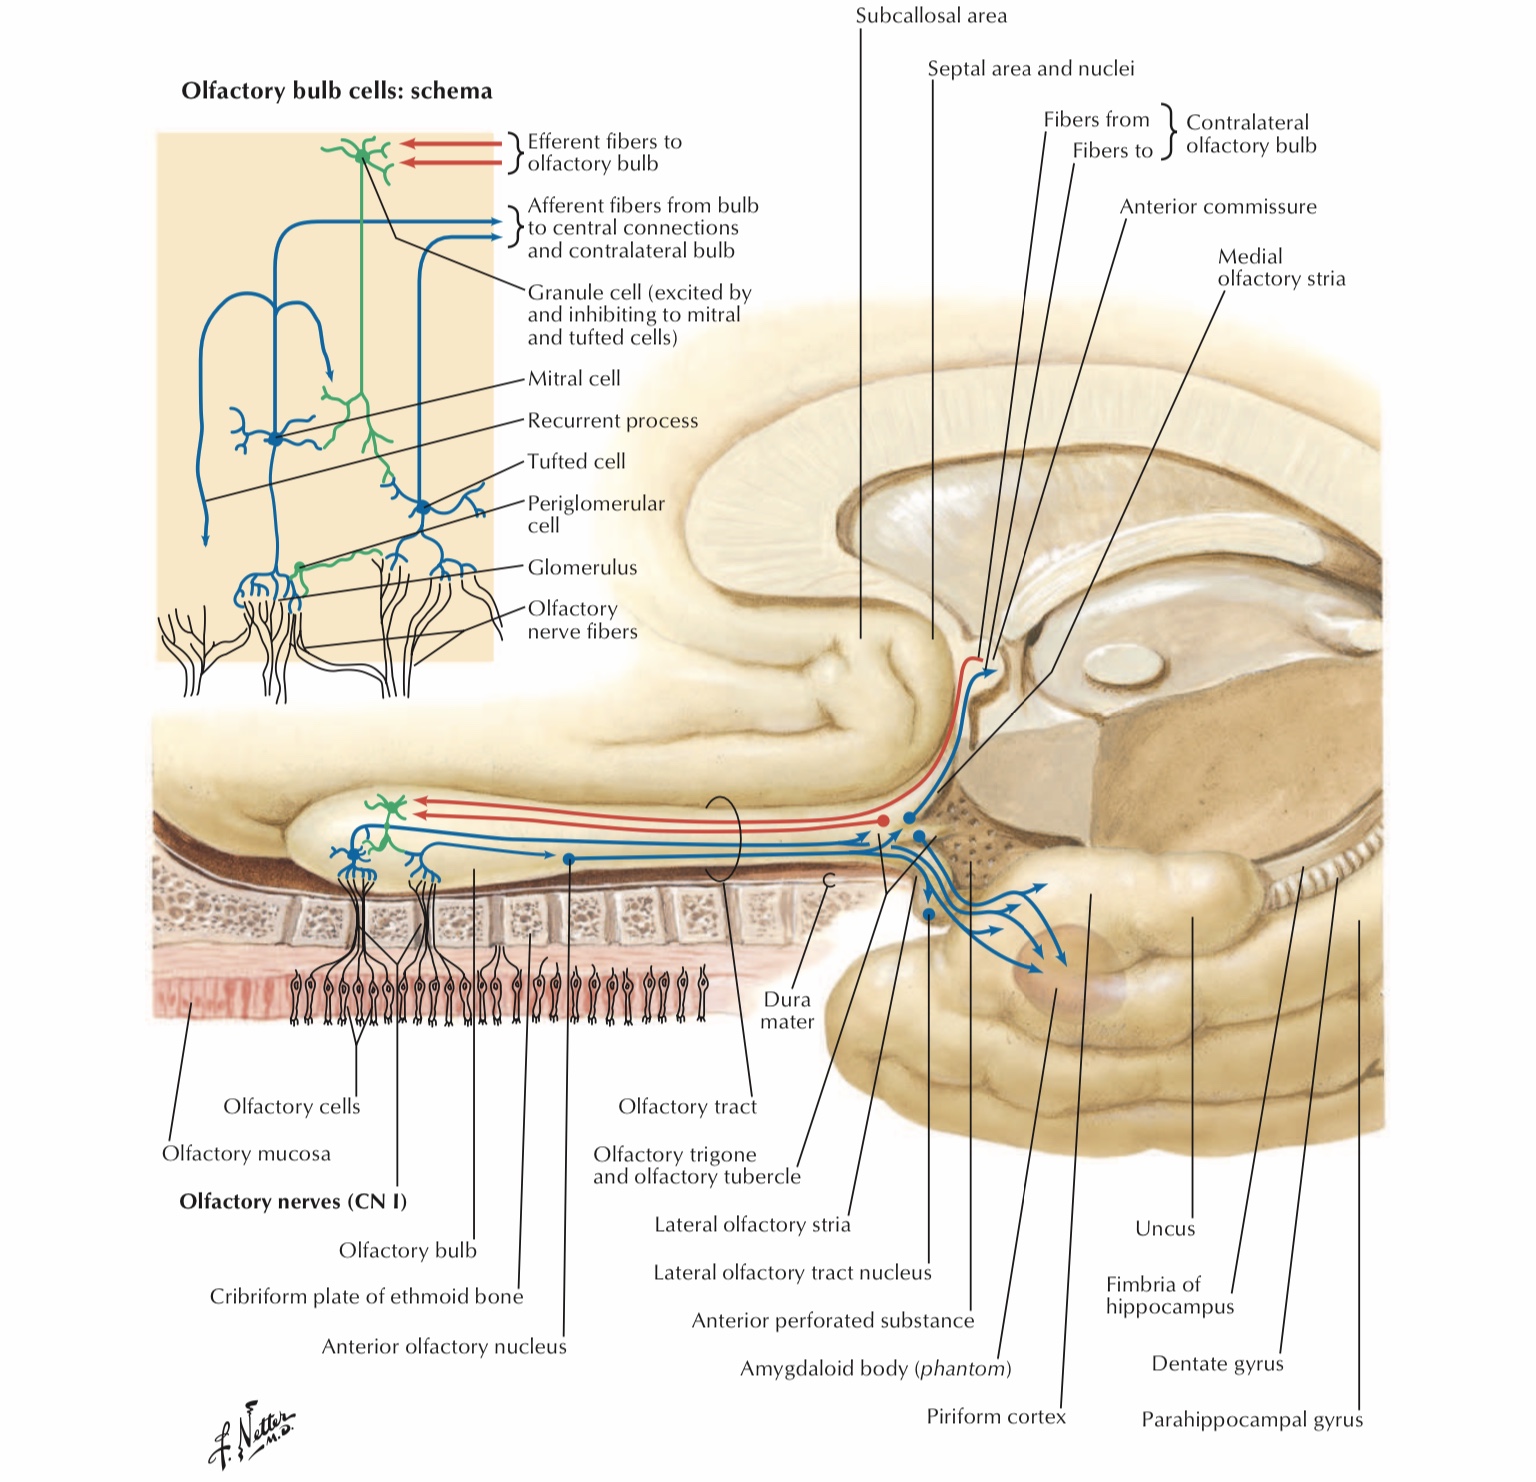 Subcallosal area
Septal area and nuclei
Olfactory bulb cells: schema
Fibers from
Fibers to
Contralateral
olfactory bulb
Efferent fibers to
olfactory bulb
Afferent fibers from bulb
to central connections
and contralateral bulb
Anterior commissure
Medial
olfactory stria
Granule cell (excited by
and inhibiting to mitral
and tufted cells)
Mitral cell
Recurrent process
Tufted cell
Periglomerular
cell
Glomerulus
Olfactory
nerve fibers
Dura
mater
Olfactory cells
Olfactory mucosa
Olfactory nerves (CN I)
Olfactory bulb
Cribriform plate of ethmoid bone
Anterior olfactory nucleus
Olfactory tract
Olfactory trigone
and olfactory tubercle
Lateral olfactory stria
Lateral olfactory tract nucleus
Anterior perforated substance
Amygdaloid body (phantom)
Piriform cortex
Uncus
Fimbria of
hippocampus
Dentate gyrus
Parahippocampal gyrus
F. Netter
M.D.